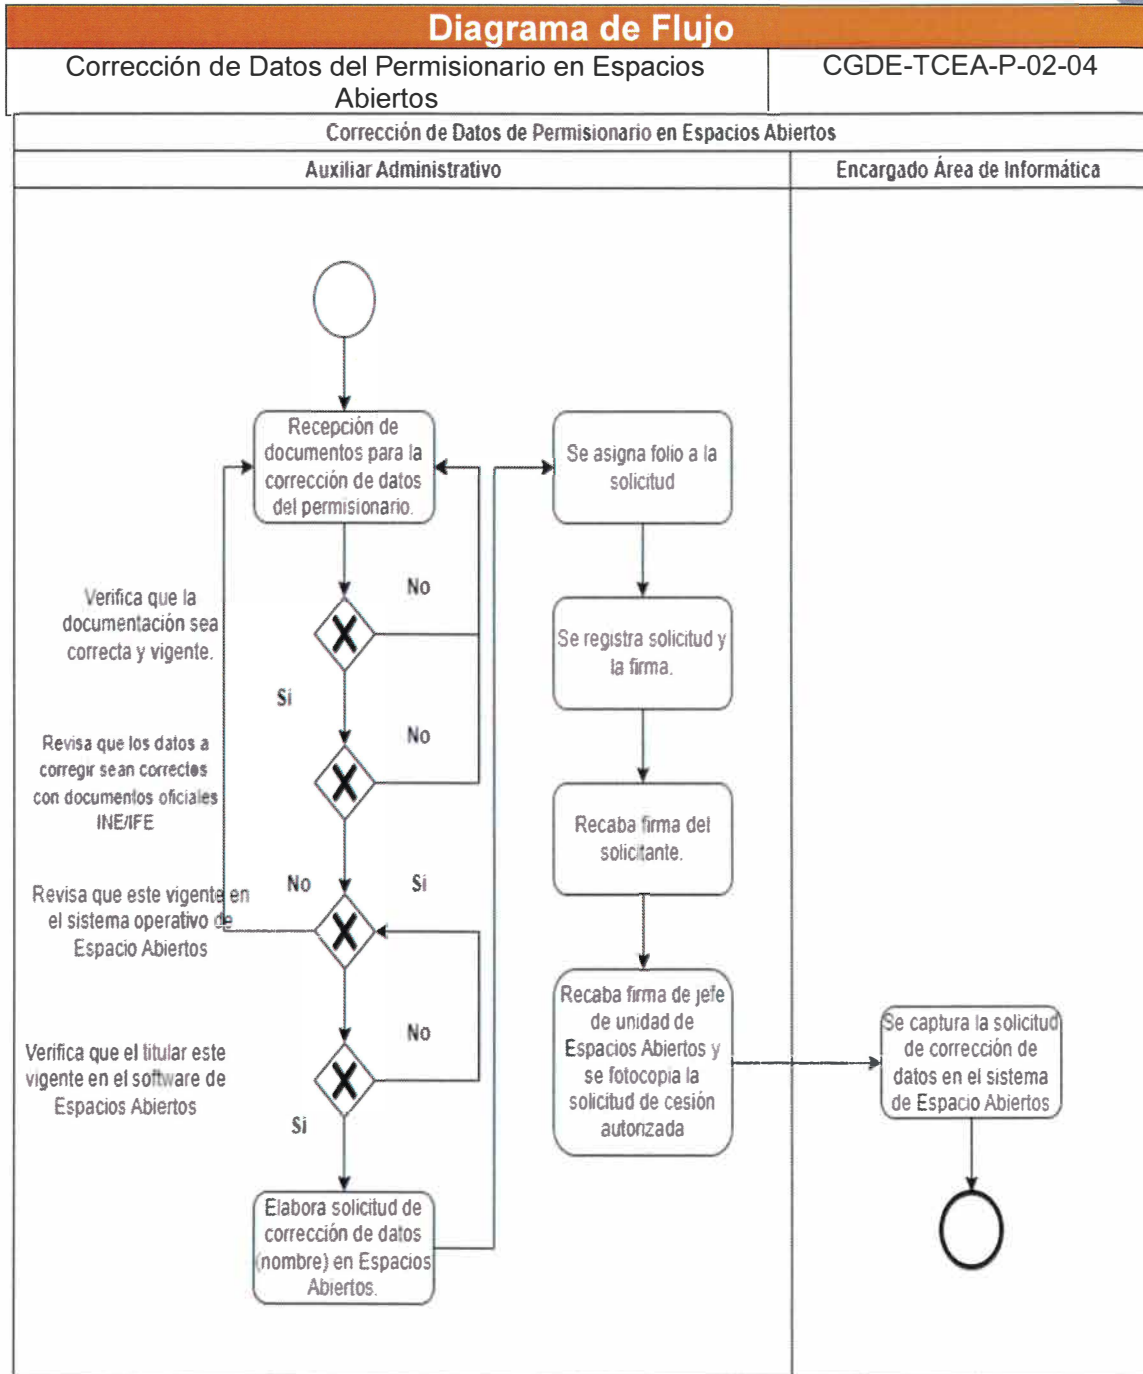 Diagrama de Flujo
Corrección de Datos del Permisionario en Espacios
Abiertos
CGDE-TCEA-P-02-04
Corrección de Datos de Permisionario en Espacios Abiertos
Auxiliar Administrativo
Encargado Área de Informática
Recepción de
documentos para la
corrección de datos
del permisionario.
Verifica que la
documentación sea
correcta y vigente.
No
Si
Revisa que los datos a
corregir sean correctos
con documentos oficiales
INE/IFE
No
Si
No
Revisa que este vigente en
el sistema operativo de
Espacio Abiertos
Verifica que el titular este
vigente en el software de
Espacios Abiertos
No
Si
Elabora solicitud de
corrección de datos
(nombre) en Espacios
Abiertos.
Se asigna folio a la
solicitud
Se registra solicitud y
la firma.
Recaba firma del
solicitante.
Recaba firma de jefe
de unidad de
Espacios Abiertos y
se fotocopia la
solicitud de cesión
autorizada
Se captura la solicitud
de corrección de
datos en el sistema
de Espacio Abiertos